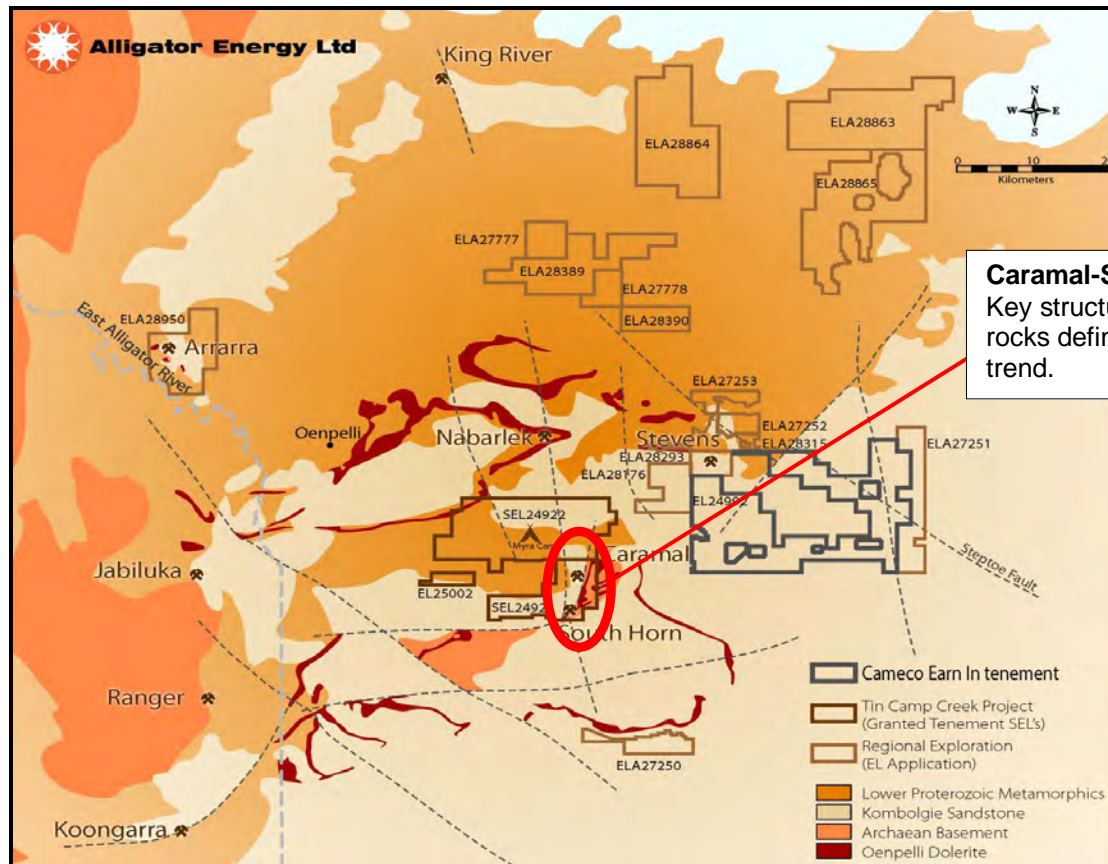 Alligator Energy Ltd
King River
N
W E
S
ELA28864
ELA28863
ELA28865
0 10
Kilometers
ELA27777
ELA28389
ELA27778
ELA28390
Caramal-S
Key structu
rocks defin
trend.
ELA28950
Arrarra
East Alligator River
ELA27253
ELA27252
ELA28315
Oenpelli
Nabarlek
Stevens
ELA27251
ELA28293
ELA28176
SEL24922
Myra
Caramal
Steptoe Fault
Jabiluka
EL25002
South Horn
Ranger
Cameco Earn In tenement
Tin Camp Creek Project
(Granted Tenement SEL's)
Regional Exploration
(EL Application)
ELA27250
Lower Proterozoic Metamorphics
Kombolgie Sandstone
Archaean Basement
Oenpelli Dolerite
Koongarra